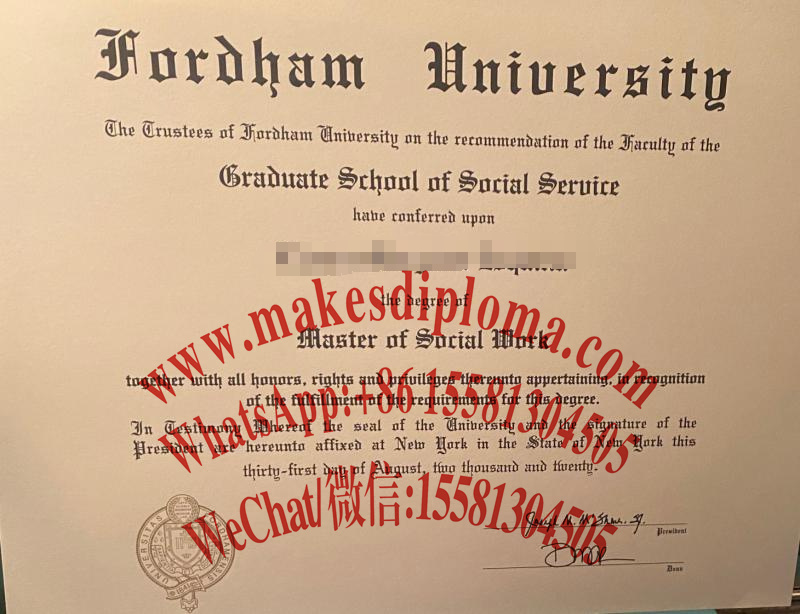 Fordham University
The Trustees of Fordham University on the recommendation of the Faculty of the
Graduate School of Social Service
have conferred upon
the degree of
www.makesdiploma.com
Master of Social Work
together with all honors, rights and privileges thereunto appertaining, in recognition
of the fulfillment of the requirements for this degree.
WhatsApp:+86 15581304505
In Testimony Whereof the seal of the University and the signature of the
President are hereunto affixed at New York in the State of New York this
thirty-first day of August, two thousand and twenty.
WeChat/微信:15581304505
President
Dean
UNIVERSITAS
FORDHAMENSIS
1841